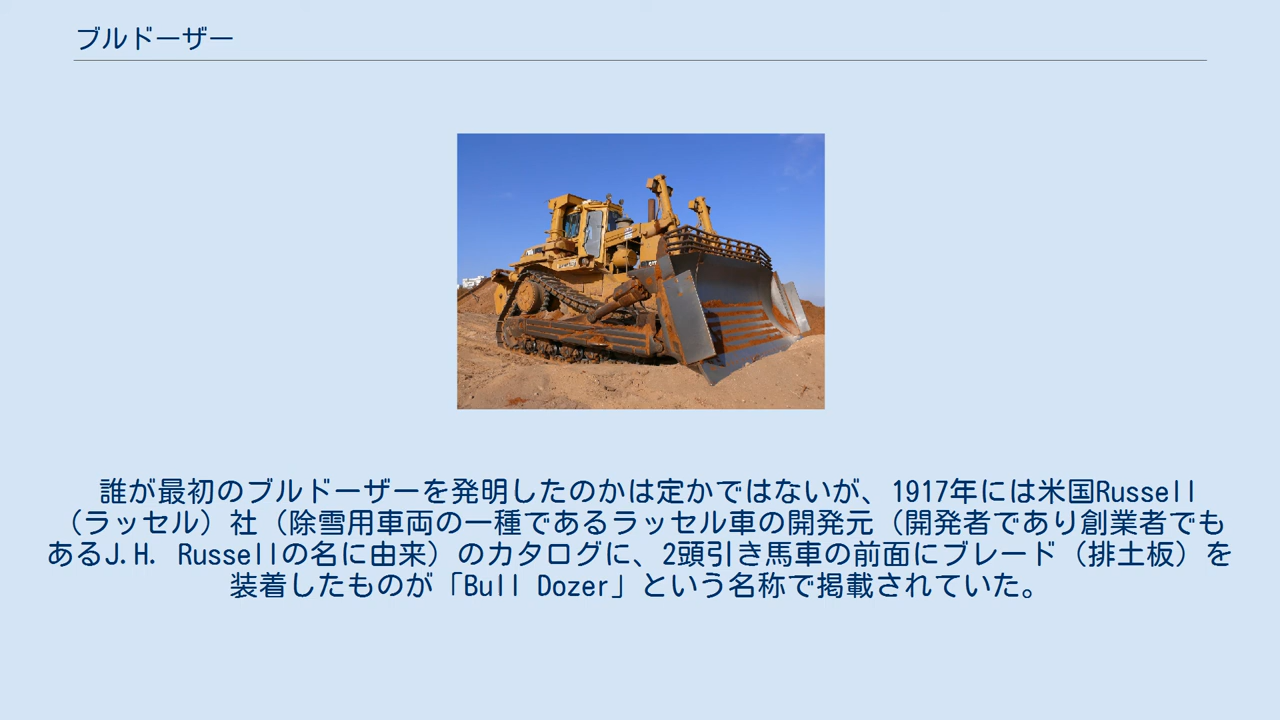 ブルドーザー
誰が最初のブルドーザーを発明したのかは定かではないが、1917年には米国Russell
（ラッセル）社（除雪用車両の一種であるラッセル車の開発元（開発者であり創業者でも
あるJ.H. Russellの名に由来）のカタログに、2頭引き馬車の前面にブレード（排土板）を
装着したものが「Bull Dozer」という名称で掲載されていた。